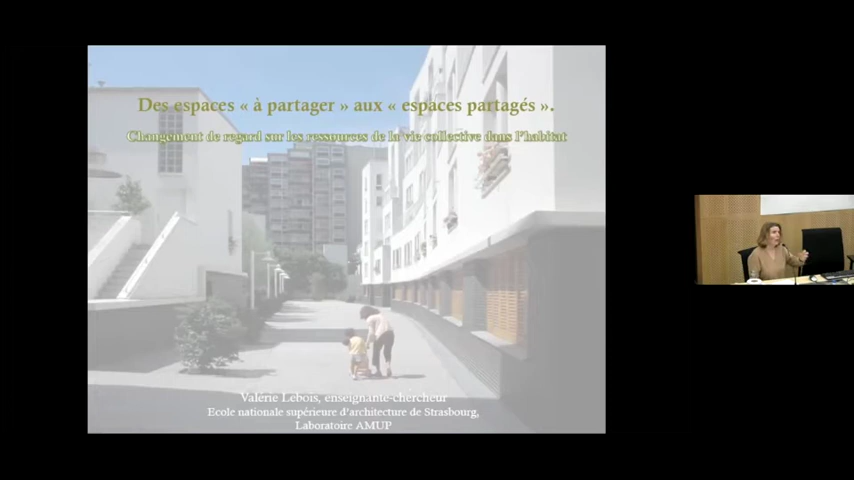 Des espaces « à partager » aux « espaces partagés ».
Changement de regard sur les ressources de la vie collective dans l'habitat
Valérie Lebois, enseignante-chercheur
Ecole nationale supérieure d'architecture de Strasbourg,
Laboratoire AMUP